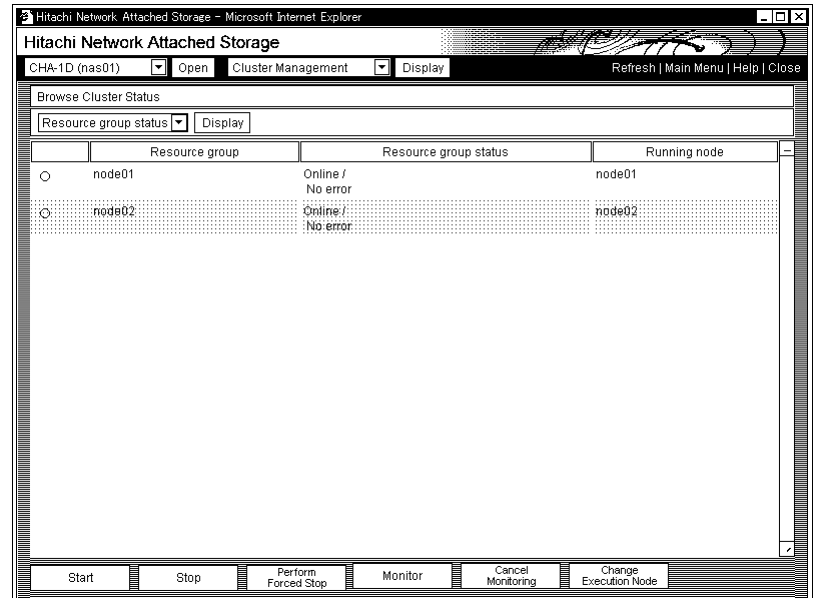 Hitachi Network Attached Storage - Microsoft Internet Explorer
Hitachi Network Attached Storage
CHA-1D (nas01) Open Cluster Management Display Refresh | Main Menu | Help | Close
Browse Cluster Status
Resource group status Display
Resource group Resource group status Running node
node01 Online / node01
No error
node02 Online / node02
No error
Start Stop Perform Forced Stop Monitor Cancel Monitoring Change Execution Node